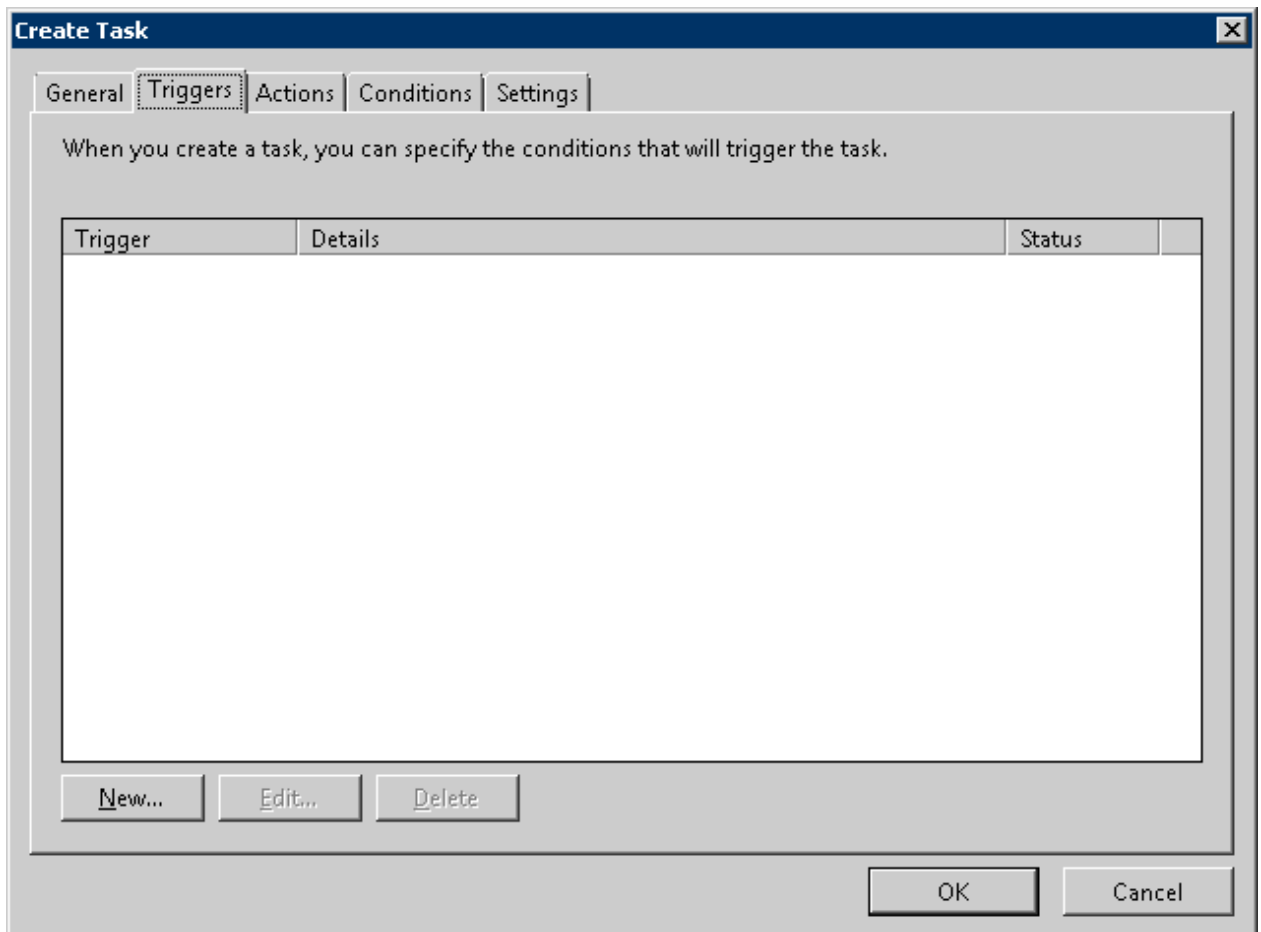 Create Task
General Triggers Actions Conditions Settings
When you create a task, you can specify the conditions that will trigger the task.
Trigger Details Status
New... Edit... Delete
OK Cancel